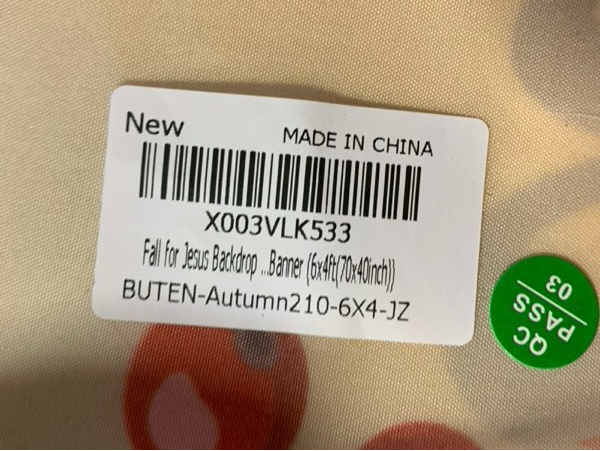 New
MADE IN CHINA
X003VLK533
Fall for Jesus Backdrop ...Banner (6x4ft(70x40inch))
BUTEN-Autumn210-6X4-JZ
QC
PASS
03